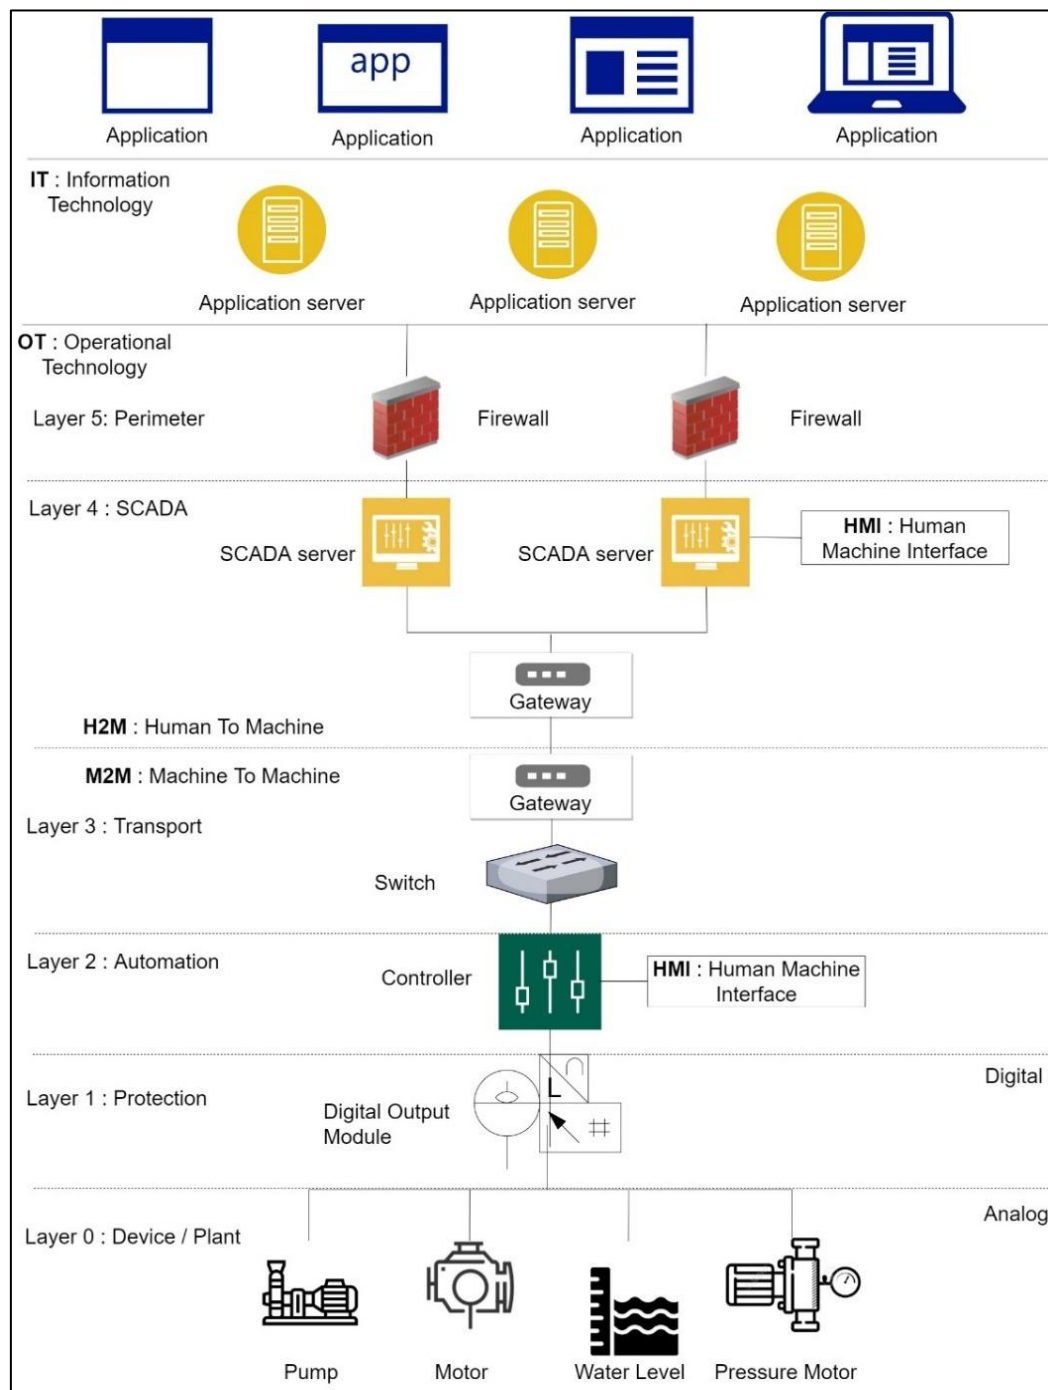 app
Application
Application
Application
Application
IT : Information
Technology
Application server
Application server
Application server
OT : Operational
Technology
Layer 5: Perimeter
Firewall
Firewall
Layer 4 : SCADA
SCADA server
SCADA server
HMI : Human
Machine Interface
Gateway
H2M : Human To Machine
M2M : Machine To Machine
Gateway
Layer 3 : Transport
Switch
Layer 2 : Automation
Controller
HMI : Human Machine
Interface
Digital
Layer 1 : Protection
Digital Output
Module
L
#
Analog
Layer 0 : Device / Plant
Pump
Motor
Water Level
Pressure Motor